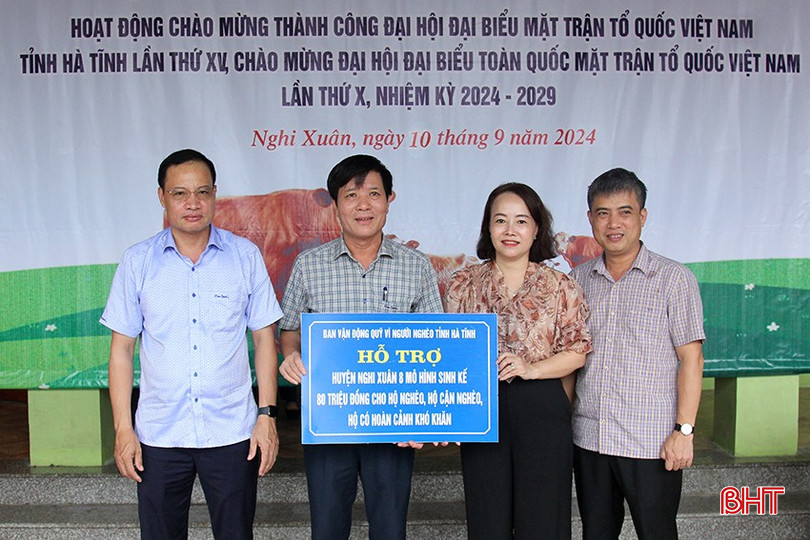 HOẠT ĐỘNG CHÀO MỪNG THÀNH CÔNG ĐẠI HỘI ĐẠI BIỂU MẶT TRẬN TỔ QUỐC VIỆT NAM
TỈNH HÀ TĨNH LẦN THỨ XV, CHÀO MỪNG ĐẠI HỘI ĐẠI BIỂU TOÀN QUỐC MẶT TRẬN TỔ QUỐC VIỆT NAM
LẦN THỨ X, NHIỆM KỲ 2024 - 2029
Nghi Xuân, ngày 10 tháng 9 năm 2024
BAN VẬN ĐỘNG QUỸ VÌ NGƯỜI NGHÈO TỈNH HÀ TĨNH
HỖ TRỢ
HUYỆN NGHI XUÂN 8 MÔ HÌNH SINH KẾ
80 TRIỆU ĐỒNG CHO HỘ NGHÈO, HỘ CẬN NGHÈO,
HỘ CÓ HOÀN CẢNH KHÓ KHĂN
BHT